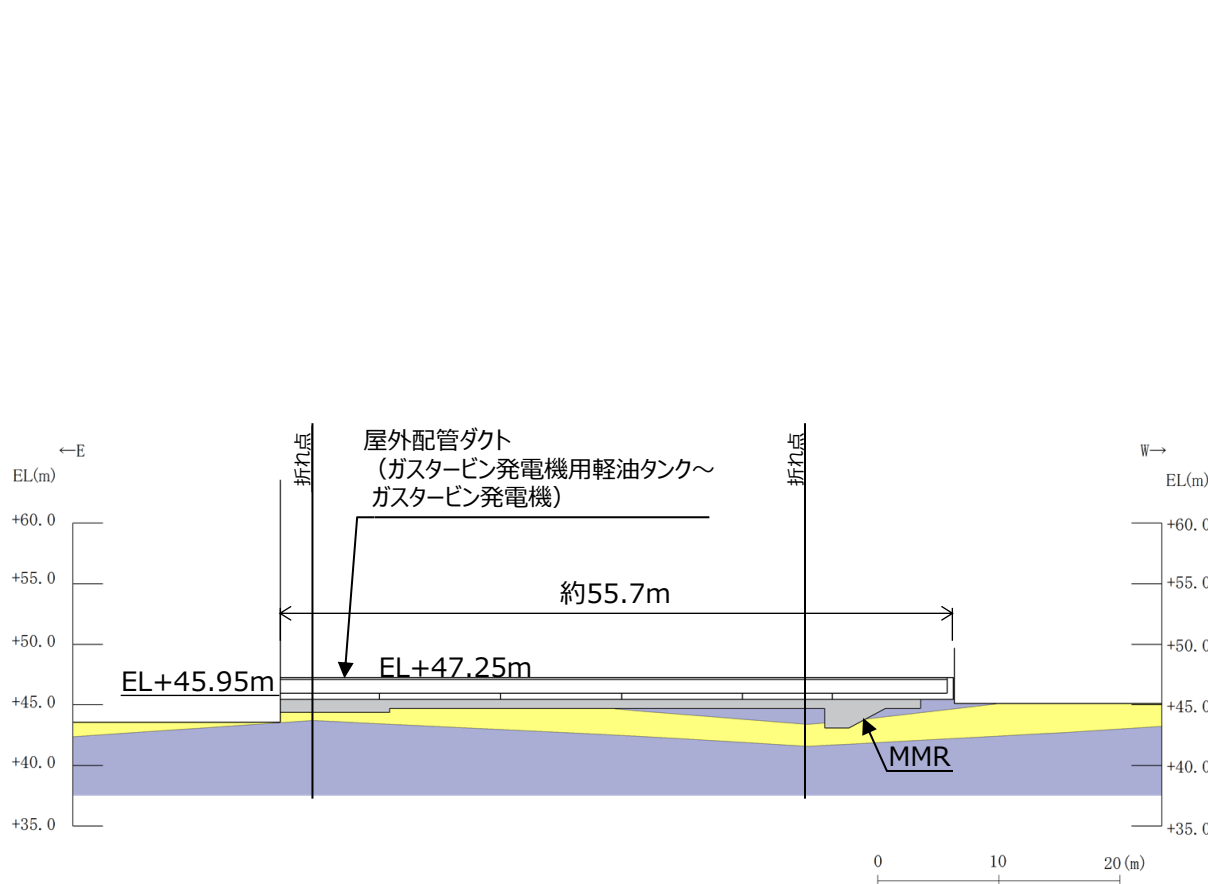 折れ点
屋外配管ダクト
（ガスタービン発電機用軽油タンク～
ガスタービン発電機）
折れ点
←E
W→
EL(m)
EL(m)
+60.0
+60.0
+55.0
+55.0
約55.7m
+50.0
+50.0
EL+45.95m
EL+47.25m
+45.0
+45.0
MMR
+40.0
+40.0
+35.0
+35.0
0 10 20(m)